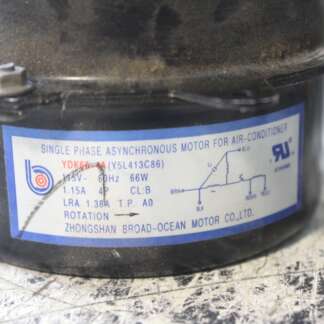 SINGLE PHASE ASYNCHRONOUS MOTOR FOR AIR-CONDITIONER
(Y5L413C86)
115V~ 60Hz 66W
1.15A 4P CL:B
LRA 1.38A T.P. A0
ROTATION
ZHONGSHAN BROAD-OCEAN MOTOR CO.,LTD.